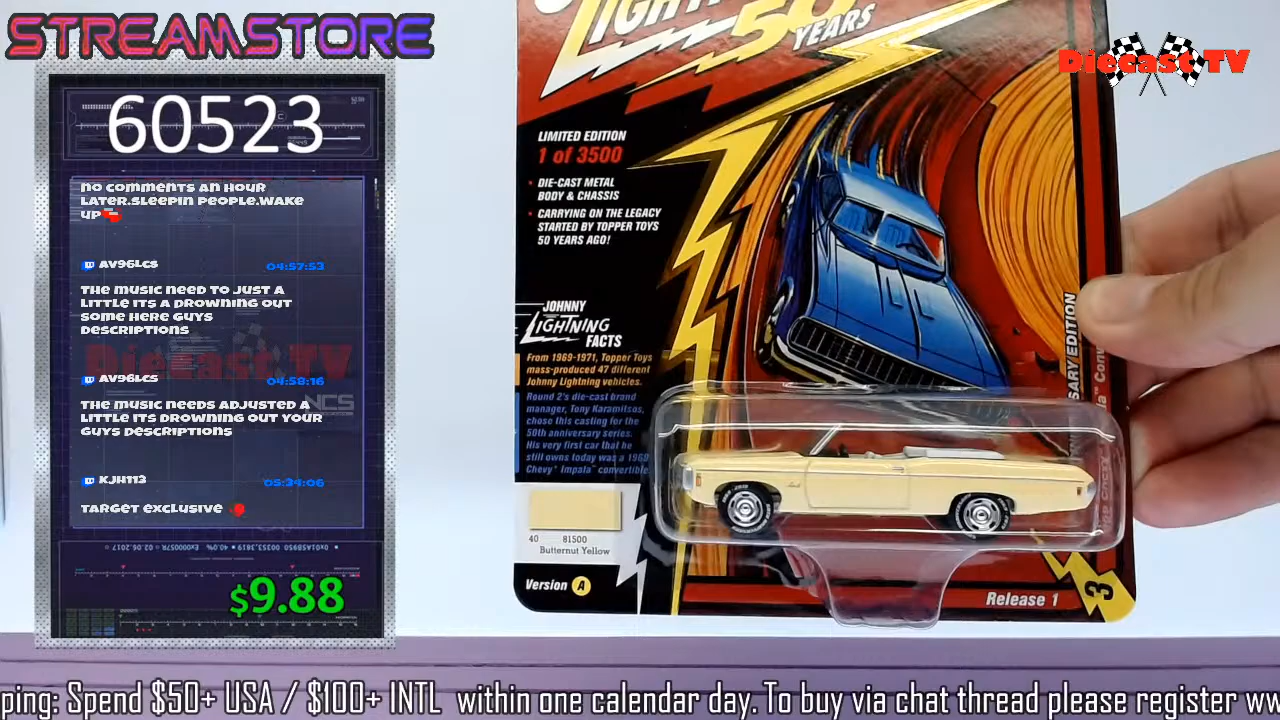 STREAMSTORE
60523
NO COMMENTS AN HOUR
LATER.SLEEPIN PEOPLE.WAKE
UP
AV96LCS 04:57:53
THE MUSIC NEED TO JUST A
LITTLE ITS A DROWNING OUT
SOME HERE GUYS
DESCRIPTIONS
AV96LCS 04:58:16
THE MUSIC NEEDS ADJUSTED A
LITTLE ITS DROWNING OUT YOUR
GUYS DESCRIPTIONS
KJH113 05:34:06
TARGET EXCLUSIVE
$9.88
Diecast TV
50 YEARS
LIMITED EDITION
1 of 3500
• DIE-CAST METAL
BODY & CHASSIS
• CARRYING ON THE LEGACY
STARTED BY TOPPER TOYS
50 YEARS AGO!
JOHNNY
LIGHTNING
FACTS
From 1969-1971, Topper Toys
mass-produced 47 different
Johnny Lightning vehicles.
Round 2's die-cast brand
manager, Tony Karamitsos,
chose this casting for the
50th anniversary series.
His very first car that he
still owns today was a 1969
Chevy Impala convertible.
40 81500
Butternut Yellow
Version A
Release 1
3
ping: Spend $50+ USA / $100+ INTL within one calendar day. To buy via chat thread please register ww